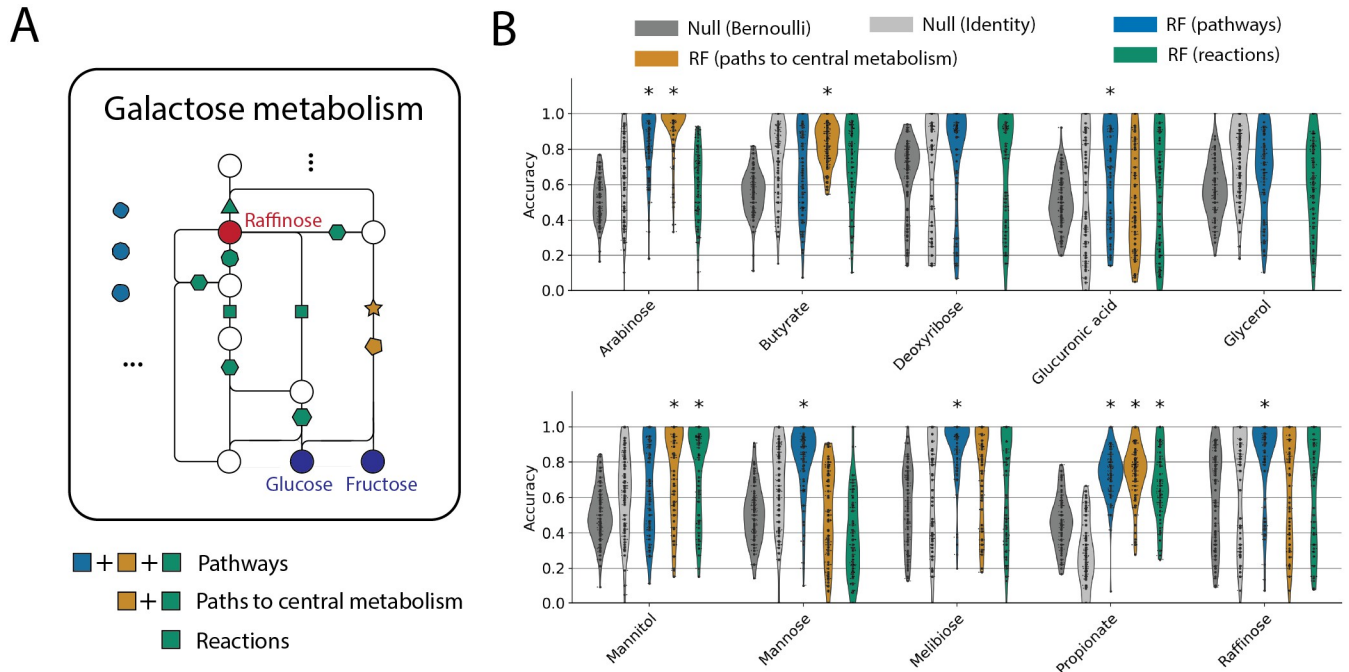 A
Galactose metabolism
...
Raffinose
...
Glucose Fructose
+ + Pathways
+ Paths to central metabolism
Reactions
B
Null (Bernoulli) Null (Identity) RF (pathways)
RF (paths to central metabolism) RF (reactions)
* * * *
1.0
0.8
0.6
0.4
0.2
0.0
Accuracy
Arabinose Butyrate Deoxyribose Glucuronic acid Glycerol
* * * * * * * *
1.0
0.8
0.6
0.4
0.2
0.0
Accuracy
Mannitol Mannose Melibiose Propionate Raffinose